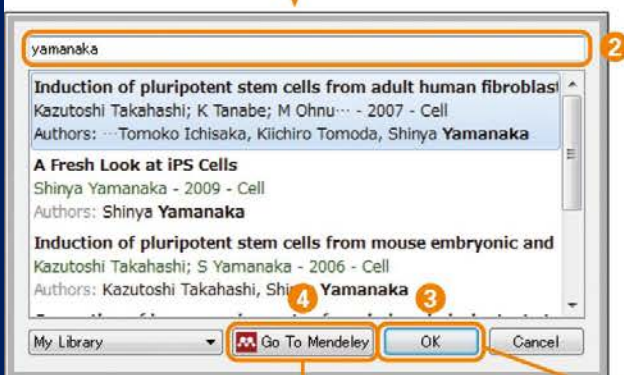 yamanaka
2
Induction of pluripotent stem cells from adult human fibroblast
Kazutoshi Takahashi; K Tanabe; M Ohnu··· - 2007 - Cell
Authors: ···Tomoko Ichisaka, Kiichiro Tomoda, Shinya Yamanaka
A Fresh Look at iPS Cells
Shinya Yamanaka - 2009 - Cell
Authors: Shinya Yamanaka
Induction of pluripotent stem cells from mouse embryonic and
Kazutoshi Takahashi; S Yamanaka - 2006 - Cell
Authors: Kazutoshi Takahashi, Shi Yamanaka
4 3
My Library Go To Mendeley OK Cancel